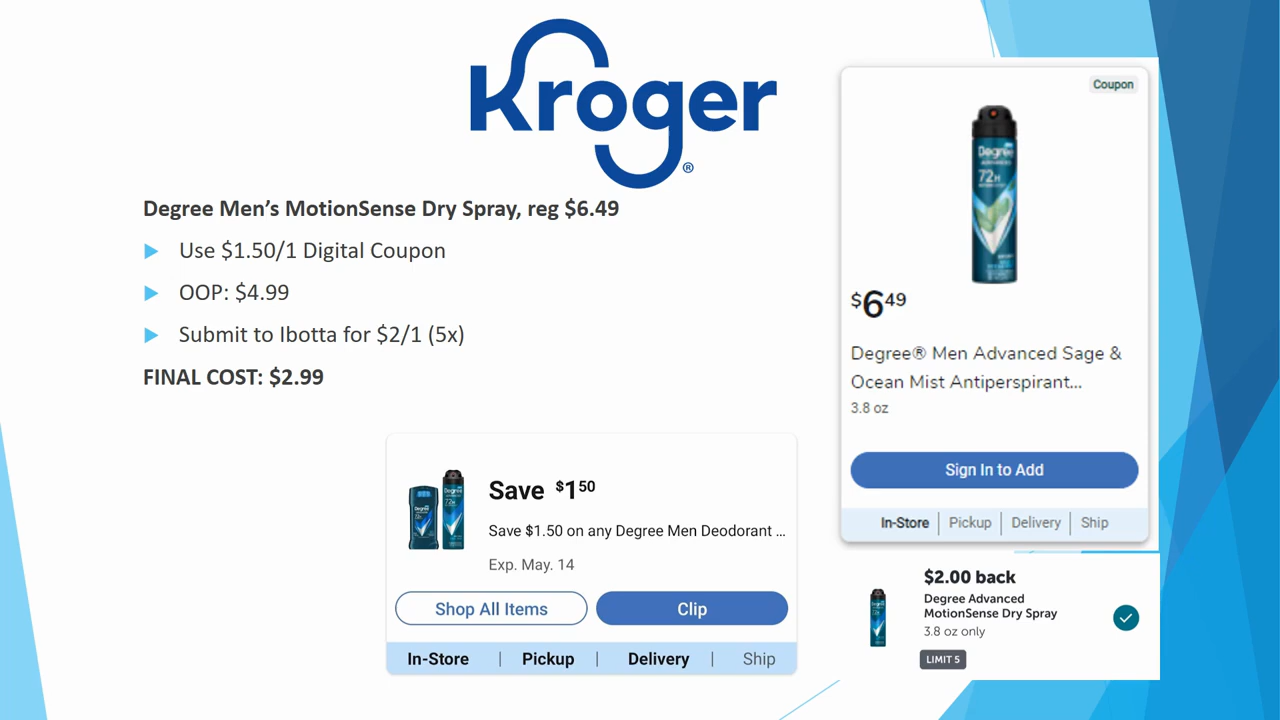 Kroger®
Degree Men’s MotionSense Dry Spray, reg $6.49
Use $1.50/1 Digital Coupon
OOP: $4.99
Submit to Ibotta for $2/1 (5x)
FINAL COST: $2.99
Coupon
Degree
72H
$6 49
Degree® Men Advanced Sage &
Ocean Mist Antiperspirant...
3.8 oz
Sign In to Add
In-Store | Pickup | Delivery | Ship
Save $1 50
Save $1.50 on any Degree Men Deodorant ...
Exp. May. 14
Shop All Items
Clip
In-Store | Pickup | Delivery | Ship
$2.00 back
Degree Advanced
MotionSense Dry Spray
3.8 oz only
LIMIT 5